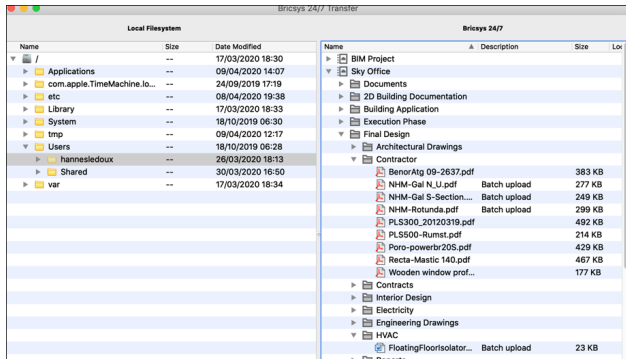 Bricsys 24/7 Transfer
Local Filesystem
Name Size Date Modified
/ -- 17/03/2020 18:30
Applications -- 09/04/2020 14:07
com.apple.TimeMachine.lo... -- 24/09/2019 17:19
etc -- 08/04/2020 19:38
Library -- 17/03/2020 18:33
System -- 18/10/2019 06:30
tmp -- 09/04/2020 12:17
Users -- 18/10/2019 06:28
hannesledoux -- 26/03/2020 18:13
Shared -- 30/03/2020 16:50
var -- 17/03/2020 18:34
Bricsys 24/7
Name Description Size Loc
BIM Project
Sky Office
Documents
2D Building Documentation
Building Application
Execution Phase
Final Design
Architectural Drawings
Contractor
BenorAtg 09-2637.pdf 383 KB
NHM-Gal N_U.pdf Batch upload 277 KB
NHM-Gal S-Section.... Batch upload 249 KB
NHM-Rotunda.pdf Batch upload 299 KB
PLS300_20120319.pdf 492 KB
PLS500-Rumst.pdf 214 KB
Poro-powerbr20S.pdf 429 KB
Recta-Mastic 140.pdf 467 KB
Wooden window prof... 177 KB
Contracts
Interior Design
Electricity
Engineering Drawings
HVAC
FloatingFloorIsolator... Batch upload 23 KB